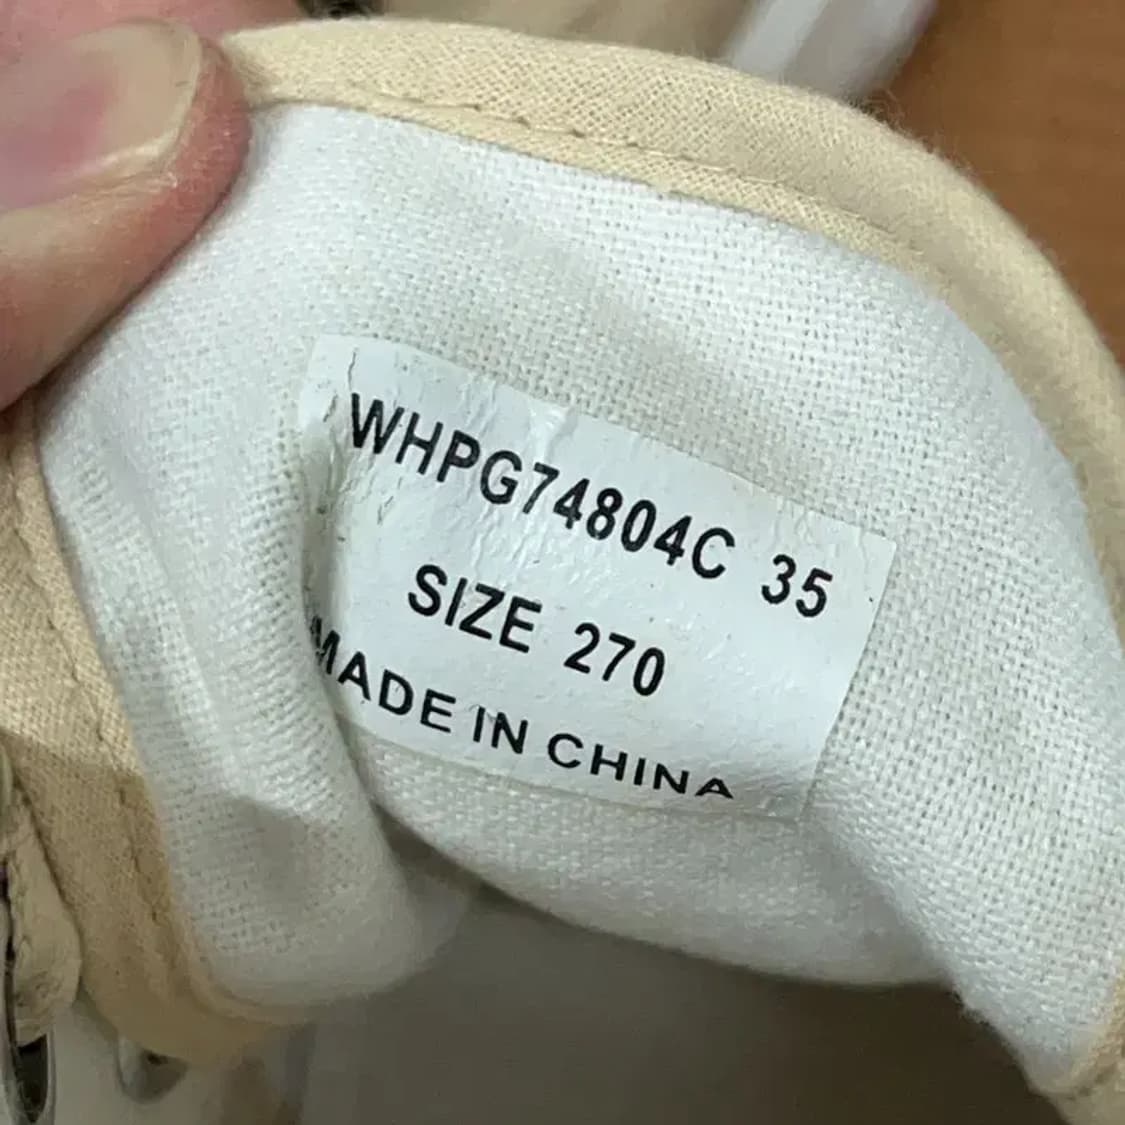 WHPG74804C 35
SIZE 270
MADE IN CHINA